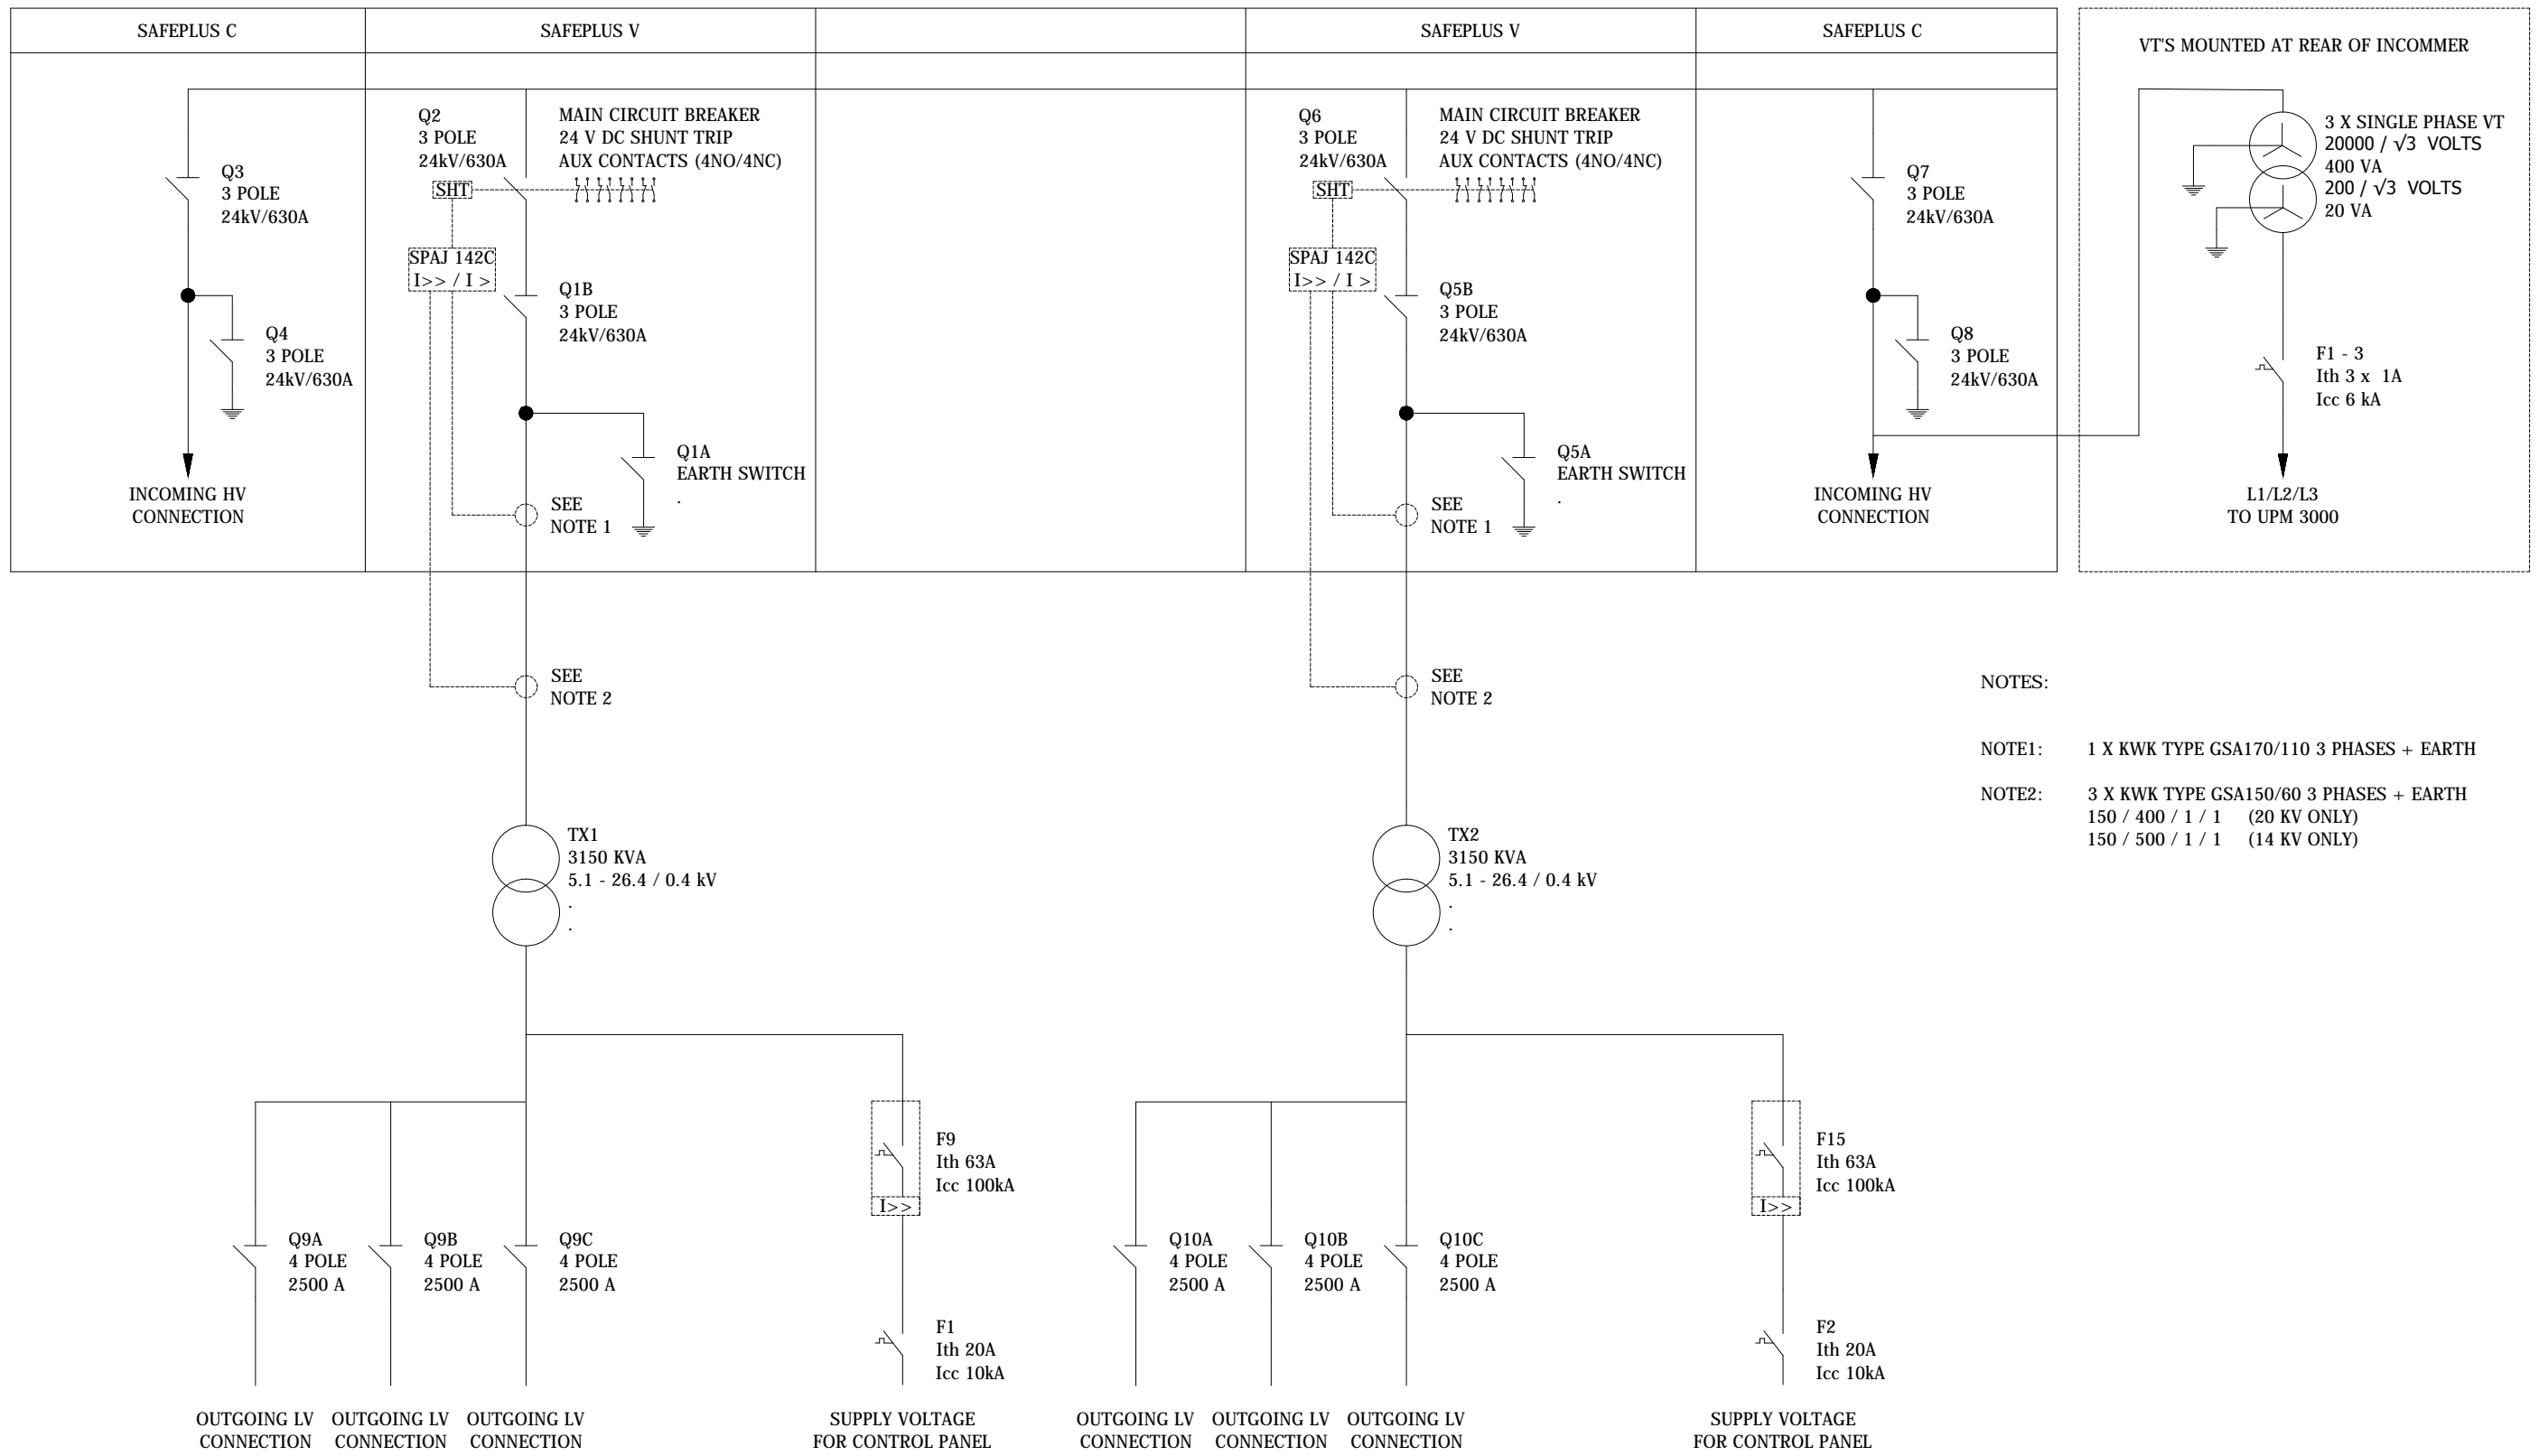 SAFEPLUS C
SAFEPLUS V
SAFEPLUS V
SAFEPLUS C
VT'S MOUNTED AT REAR OF INCOMMER
Q3
3 POLE
24kV/630A
Q4
3 POLE
24kV/630A
INCOMING HV
CONNECTION
Q2
3 POLE
24kV/630A
MAIN CIRCUIT BREAKER
24 V DC SHUNT TRIP
AUX CONTACTS (4NO/4NC)
SHT
SPAJ 142C
I>> / I >
Q1B
3 POLE
24kV/630A
Q1A
EARTH SWITCH
.
SEE
NOTE 1
SEE
NOTE 2
Q6
3 POLE
24kV/630A
MAIN CIRCUIT BREAKER
24 V DC SHUNT TRIP
AUX CONTACTS (4NO/4NC)
SHT
SPAJ 142C
I>> / I >
Q5B
3 POLE
24kV/630A
Q5A
EARTH SWITCH
.
SEE
NOTE 1
SEE
NOTE 2
Q7
3 POLE
24kV/630A
Q8
3 POLE
24kV/630A
INCOMING HV
CONNECTION
3 X SINGLE PHASE VT
20000 / √3 VOLTS
400 VA
200 / √3 VOLTS
20 VA
F1 - 3
Ith 3 x 1A
Icc 6 kA
L1/L2/L3
TO UPM 3000
NOTES:
NOTE1: 1 X KWK TYPE GSA170/110 3 PHASES + EARTH
NOTE2: 3 X KWK TYPE GSA150/60 3 PHASES + EARTH
150 / 400 / 1 / 1 (20 KV ONLY)
150 / 500 / 1 / 1 (14 KV ONLY)
TX1
3150 KVA
5.1 - 26.4 / 0.4 kV
.
.
TX2
3150 KVA
5.1 - 26.4 / 0.4 kV
.
.
Q9A
4 POLE
2500 A
Q9B
4 POLE
2500 A
Q9C
4 POLE
2500 A
F9
Ith 63A
Icc 100kA
I>>
F1
Ith 20A
Icc 10kA
Q10A
4 POLE
2500 A
Q10B
4 POLE
2500 A
Q10C
4 POLE
2500 A
F15
Ith 63A
Icc 100kA
I>>
F2
Ith 20A
Icc 10kA
OUTGOING LV
CONNECTION
OUTGOING LV
CONNECTION
OUTGOING LV
CONNECTION
SUPPLY VOLTAGE
FOR CONTROL PANEL
OUTGOING LV
CONNECTION
OUTGOING LV
CONNECTION
OUTGOING LV
CONNECTION
SUPPLY VOLTAGE
FOR CONTROL PANEL